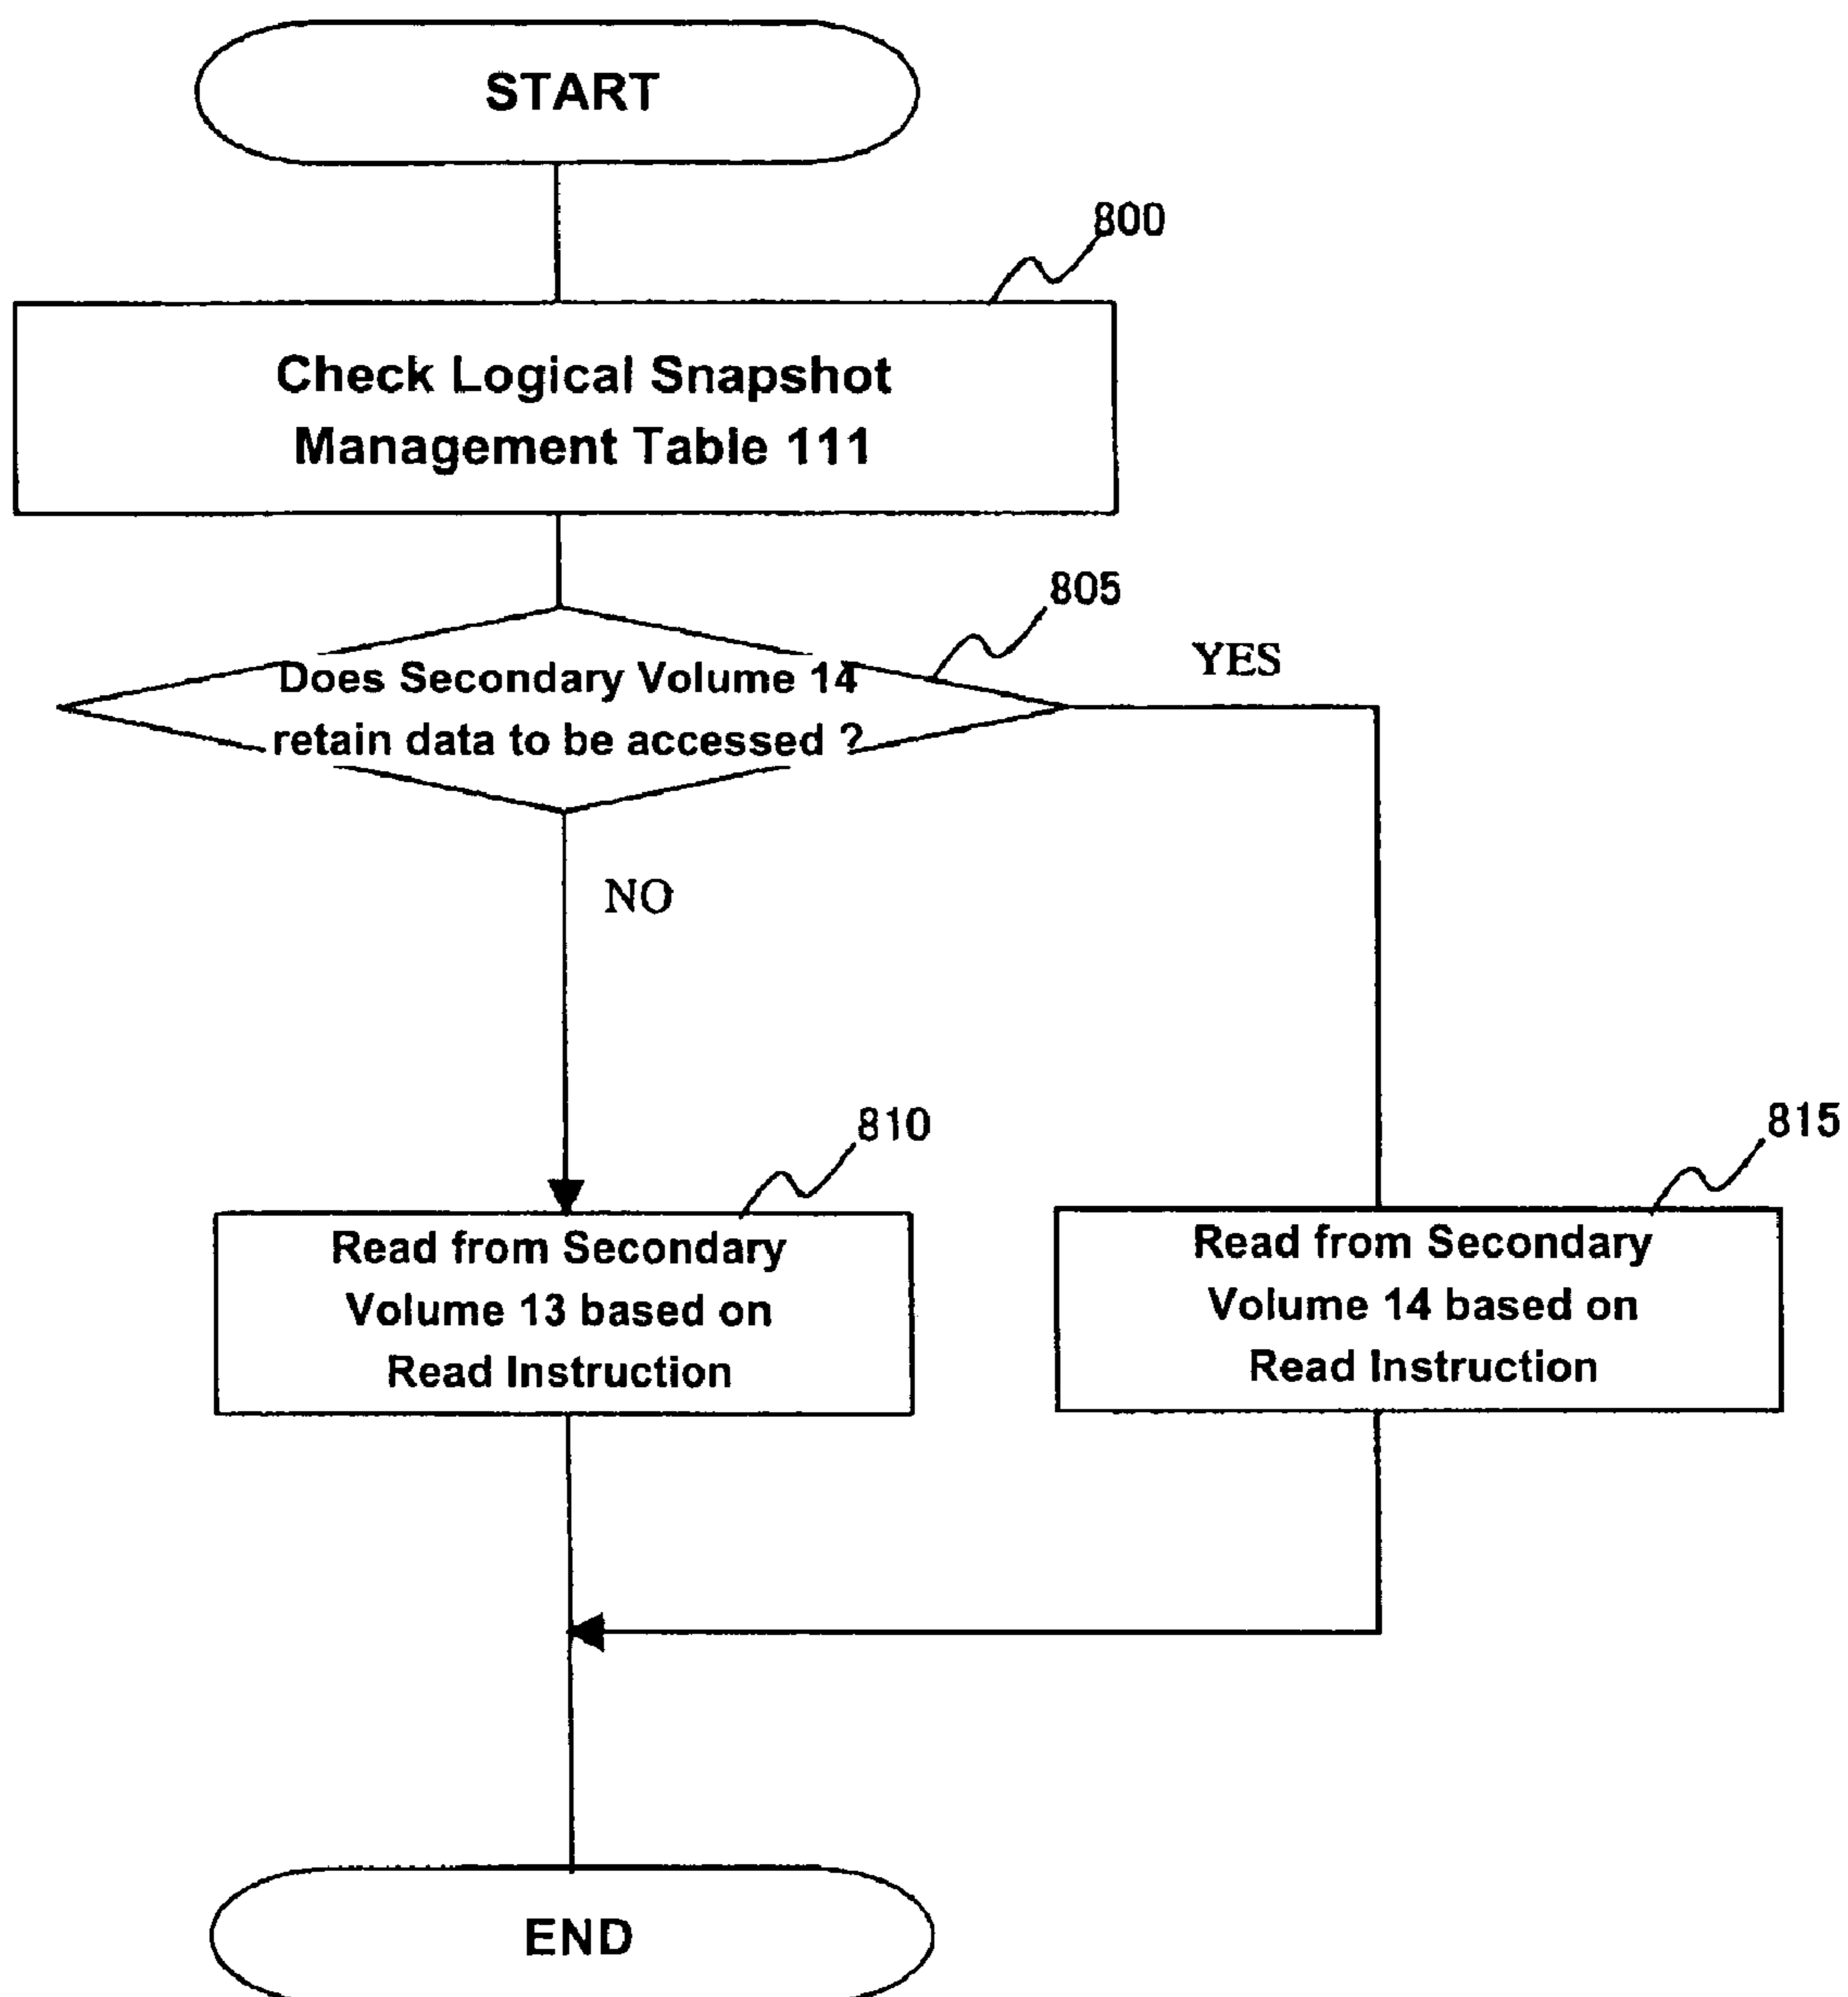 START
800
Check Logical Snapshot
Management Table 111
805
YES
Does Secondary Volume 14
retain data to be accessed ?
NO
810
815
Read from Secondary
Volume 13 based on
Read Instruction
Read from Secondary
Volume 14 based on
Read Instruction
END